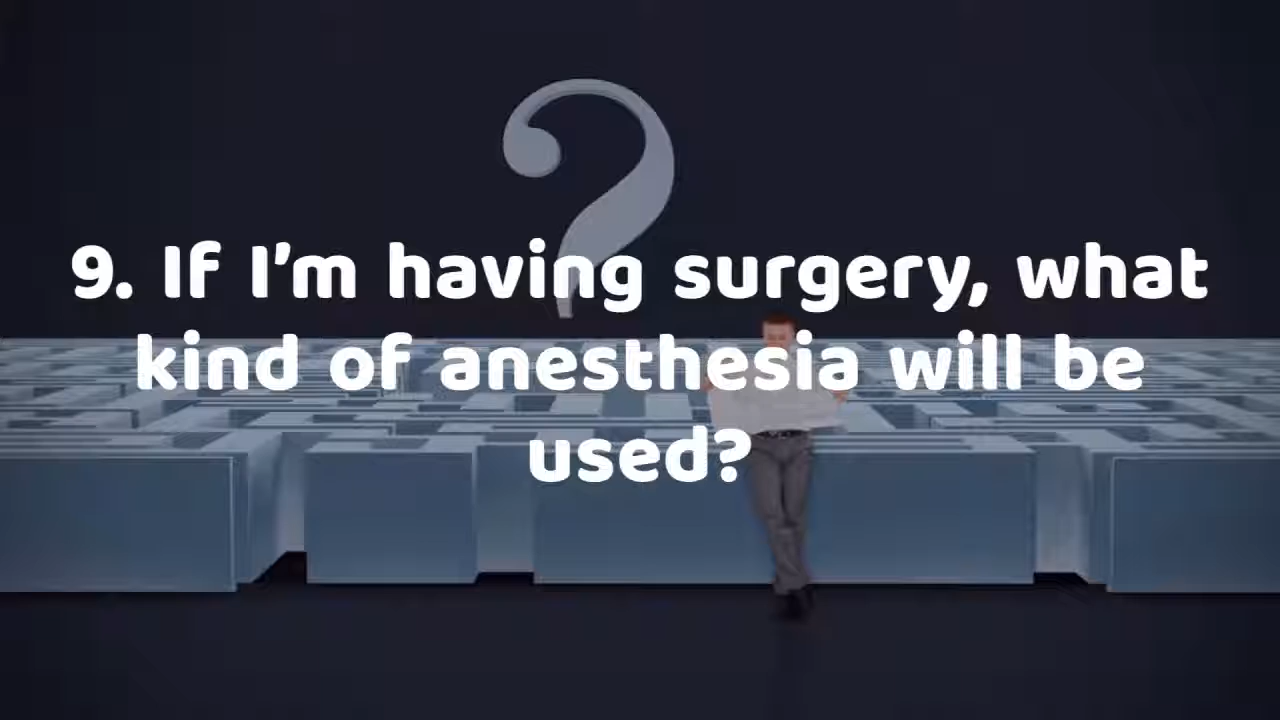 9. If I’m having surgery, what
kind of anesthesia will be
used?